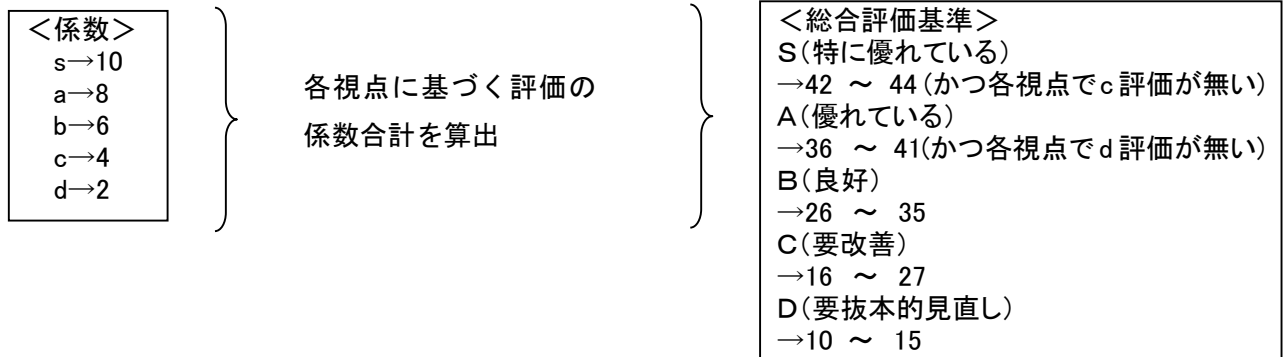 ＜係数＞
s→10
a→8
b→6
c→4
d→2
各視点に基づく評価の
係数合計を算出
＜総合評価基準＞
Ｓ（特に優れている）
→42 ～ 44（かつ各視点でｃ評価が無い）
Ａ（優れている）
→36 ～ 41（かつ各視点でｄ評価が無い）
Ｂ（良好）
→26 ～ 35
Ｃ（要改善）
→16 ～ 27
Ｄ（要抜本的見直し）
→10 ～ 15